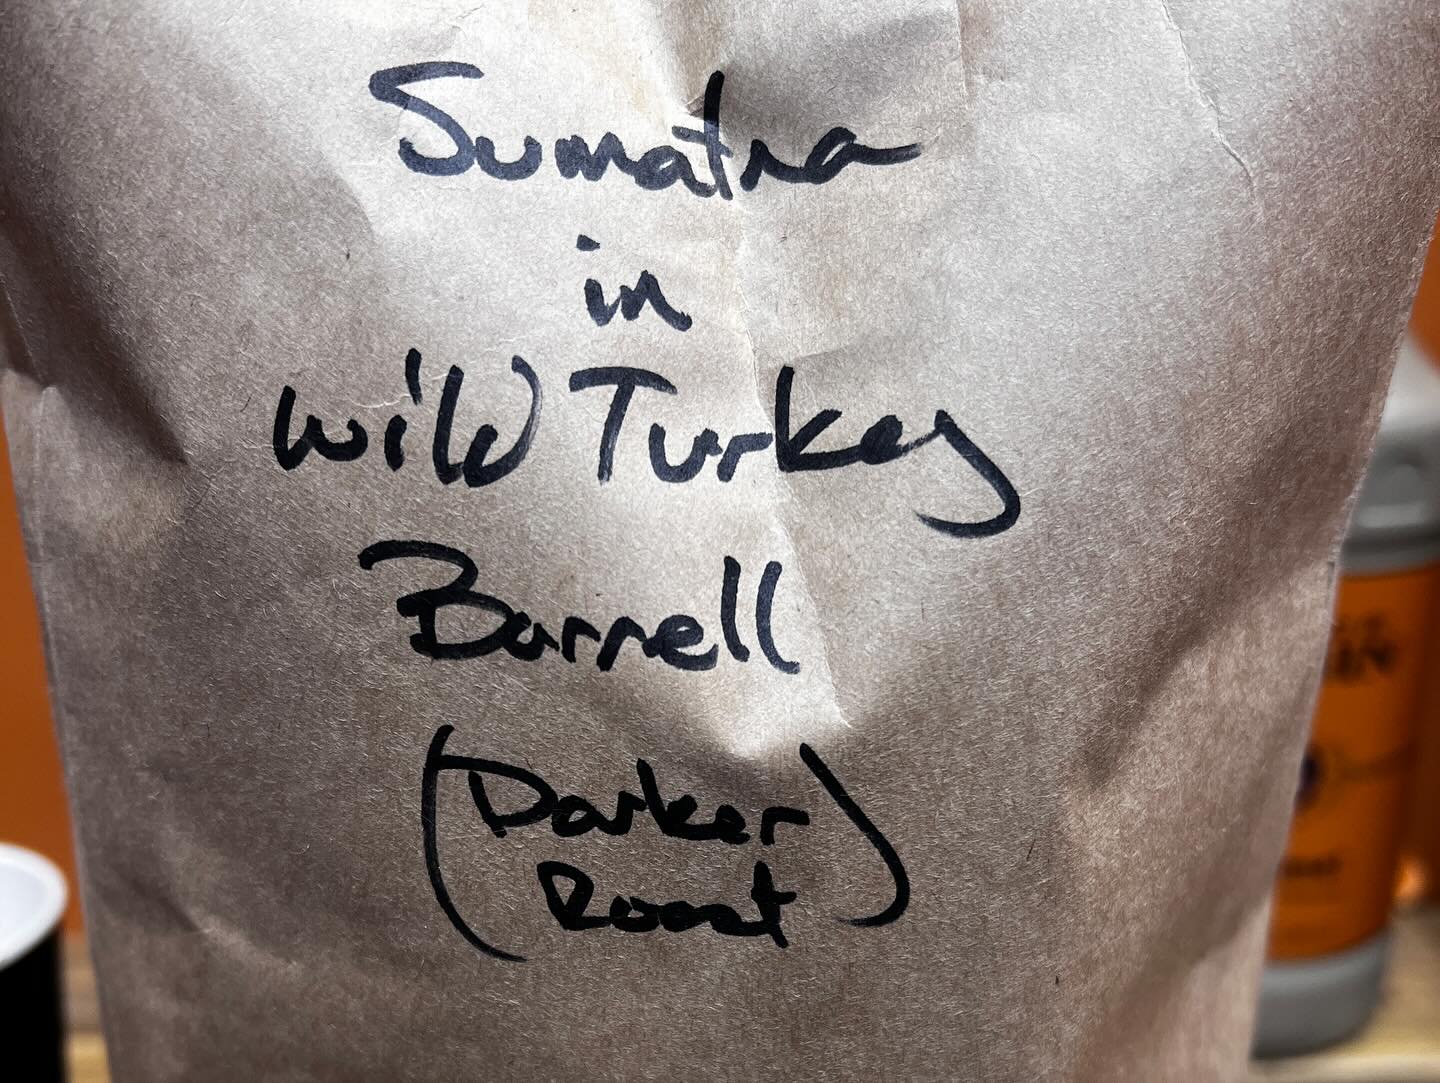 Sumatra
in
Wild Turkey
Barrell
(Darker
Roast)